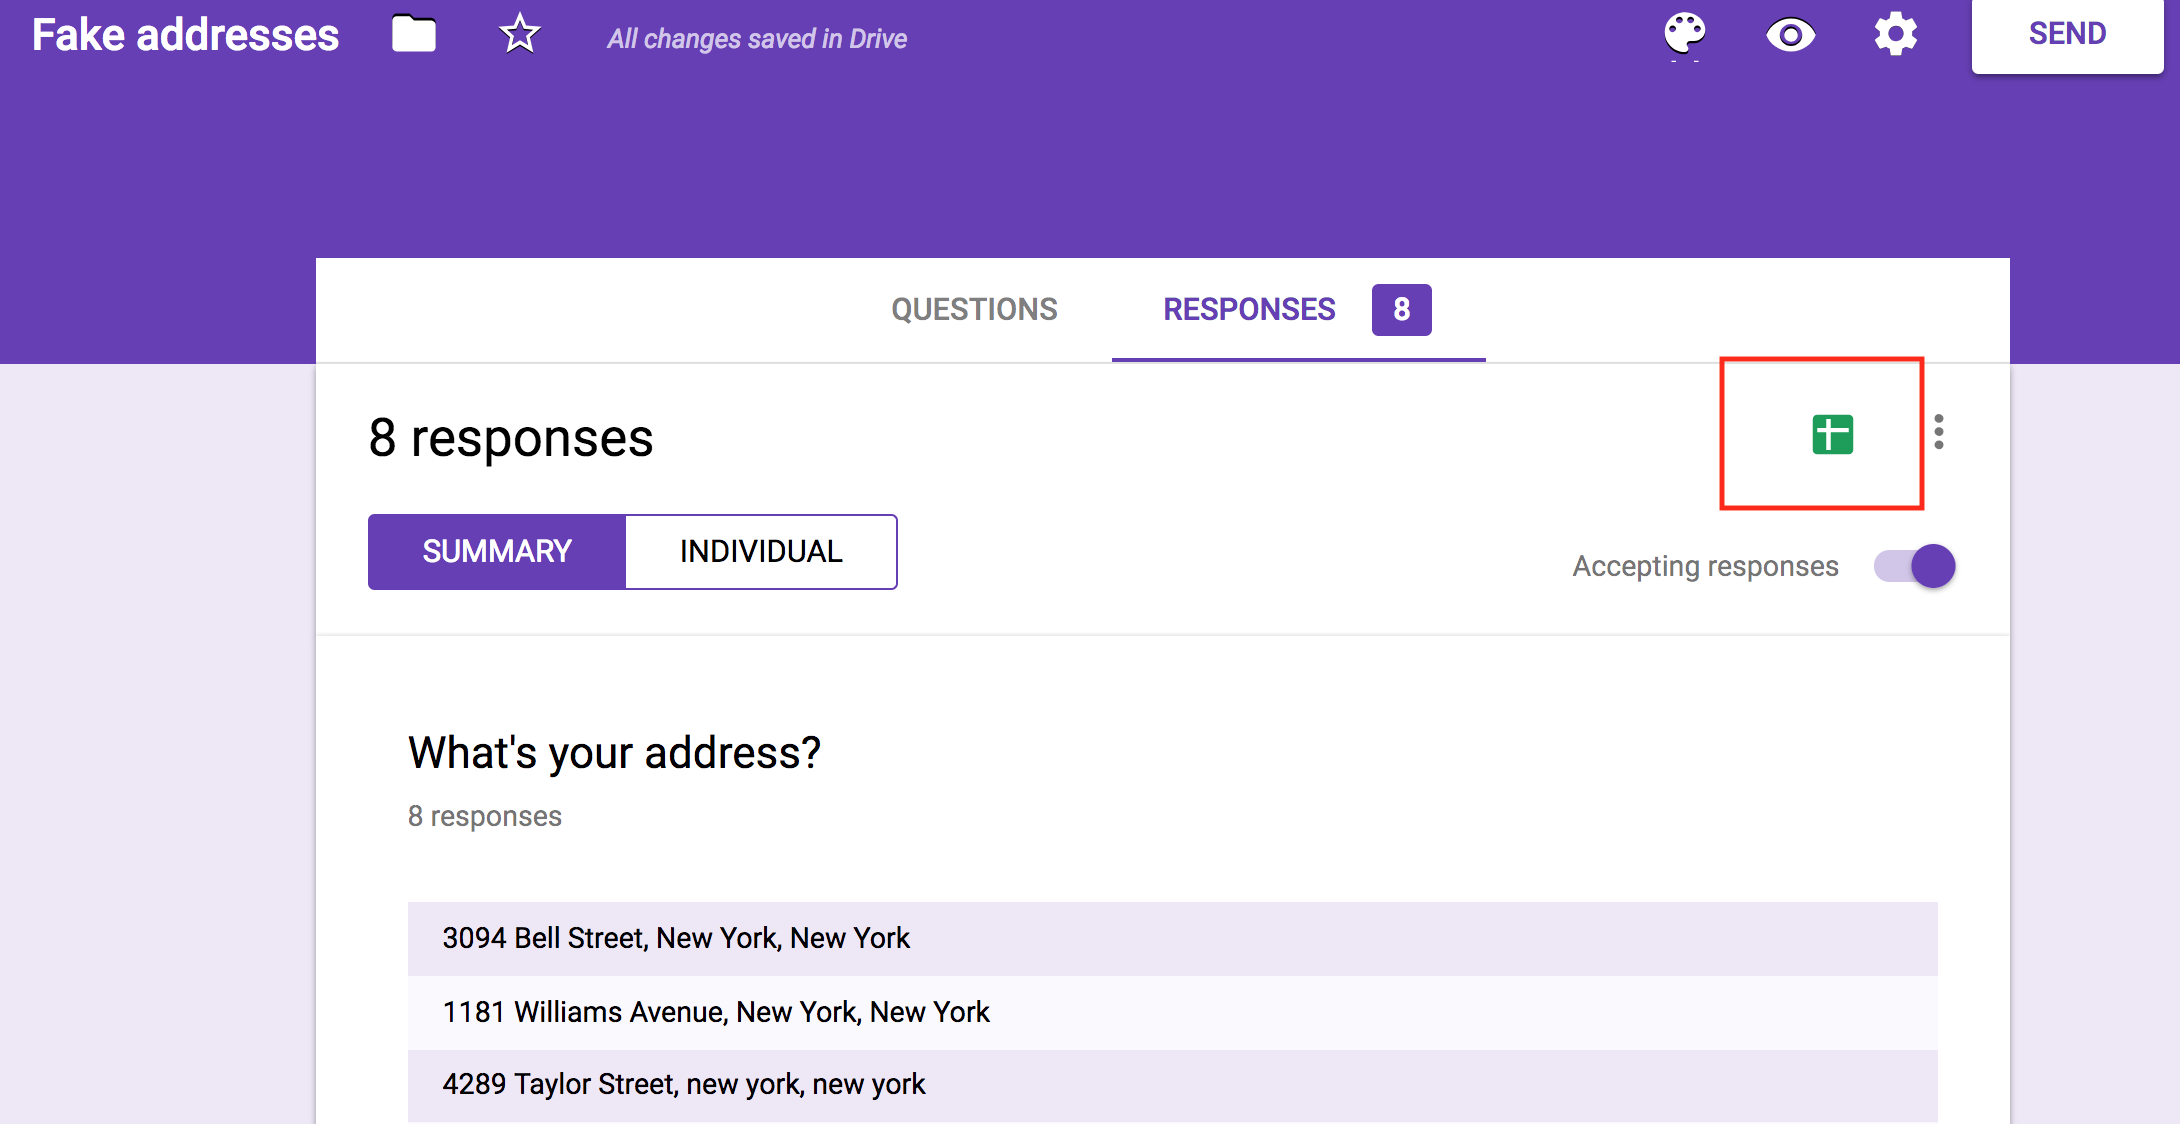 Fake addresses
All changes saved in Drive
SEND
QUESTIONS
RESPONSES 8
8 responses
SUMMARY
INDIVIDUAL
Accepting responses
What's your address?
8 responses
3094 Bell Street, New York, New York
1181 Williams Avenue, New York, New York
4289 Taylor Street, new york, new york